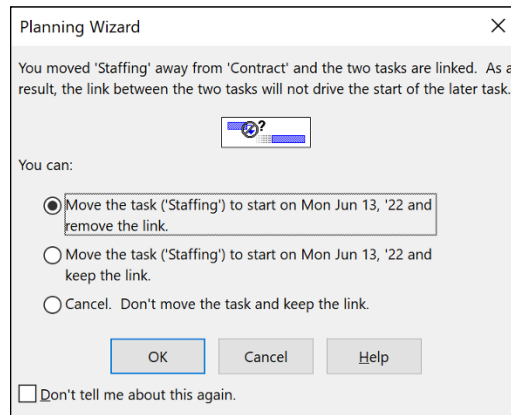 Planning Wizard
You moved 'Staffing' away from 'Contract' and the two tasks are linked. As a
result, the link between the two tasks will not drive the start of the later task.
?
You can:
Move the task ('Staffing') to start on Mon Jun 13, '22 and
remove the link.
Move the task ('Staffing') to start on Mon Jun 13, '22 and
keep the link.
Cancel. Don't move the task and keep the link.
OK Cancel Help
Don't tell me about this again.